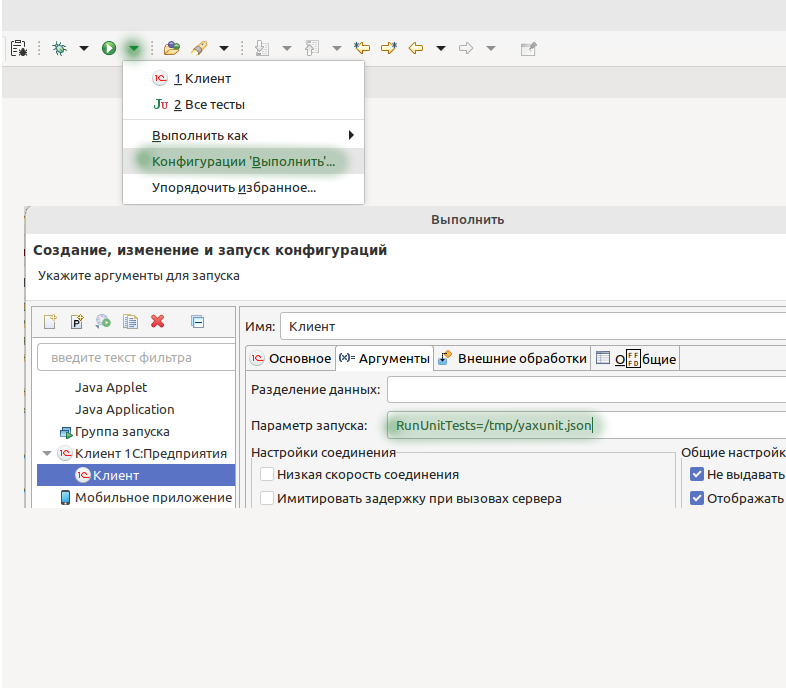 1 Клиент
2 Все тесты
Выполнить как
Конфигурации 'Выполнить'...
Упорядочить избранное...
Выполнить
Создание, изменение и запуск конфигураций
Укажите аргументы для запуска
введите текст фильтра
Java Applet
Java Application
Группа запуска
Клиент 1С:Предприятия
Клиент
Мобильное приложение
Имя: Клиент
Основное (x)= Аргументы Внешние обработки Общие
Разделение данных:
Параметр запуска: RunUnitTests=/tmp/yaxunit.json
Настройки соединения
Низкая скорость соединения
Имитировать задержку при вызовах сервера
Общие настройк
Не выдавать
Отображать